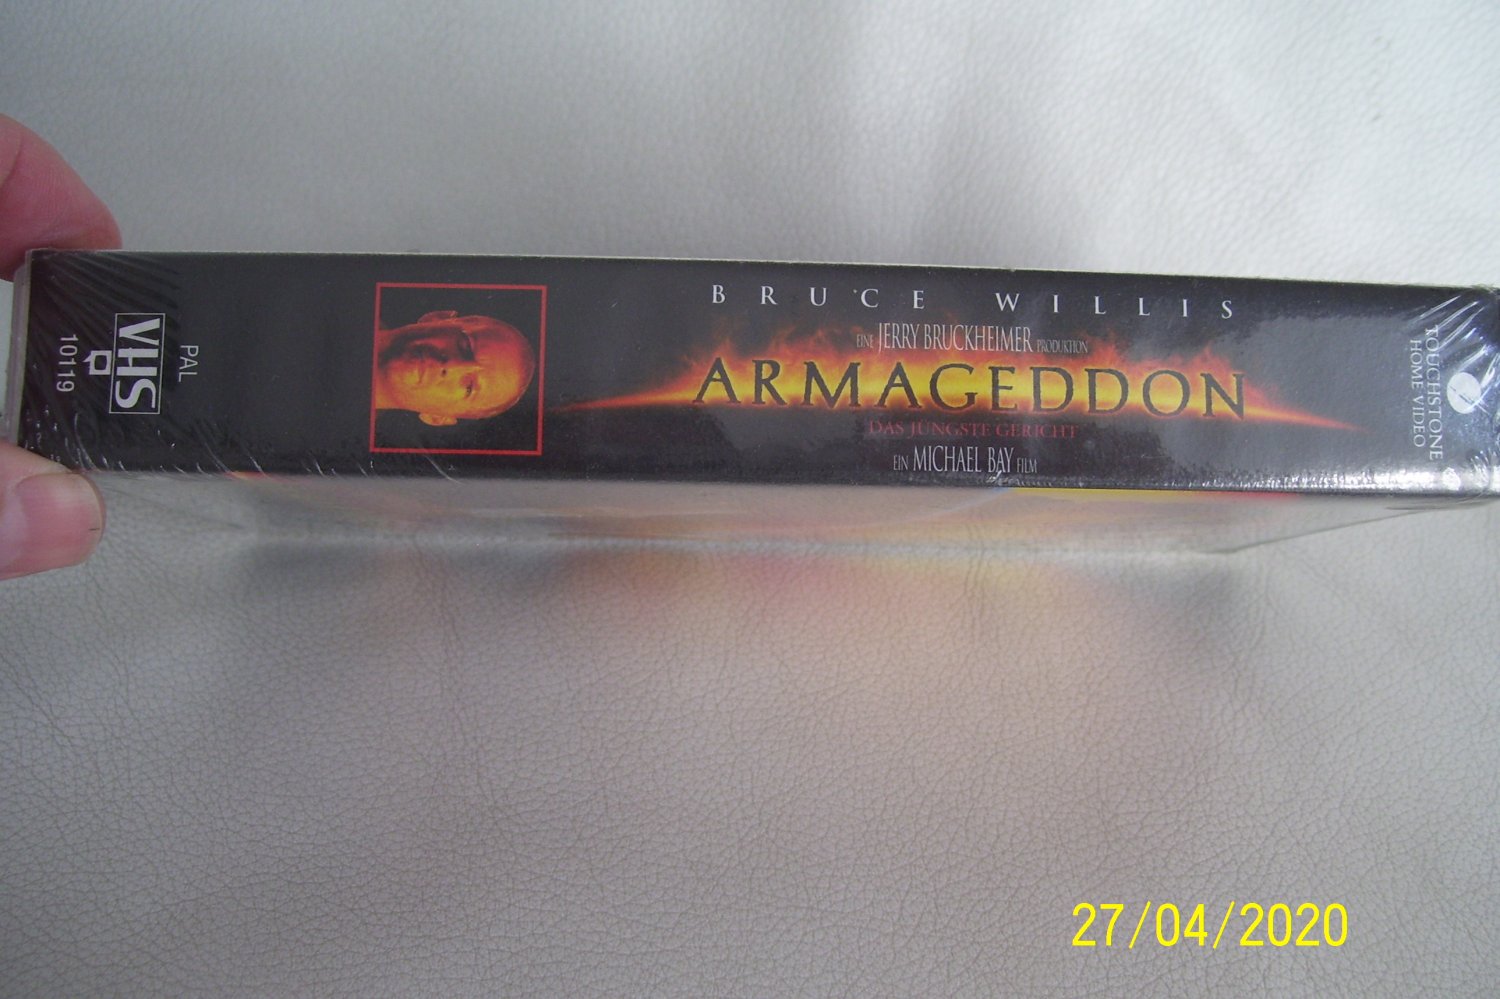 BRUCE WILLIS
EINE JERRY BRUCKHEIMER PRODUKTION
ARMAGEDDON
DAS JÜNGSTE GERICHT
EIN MICHAEL BAY FILM
PAL
VHS
10119
TOUCHSTONE
HOME VIDEO
27/04/2020